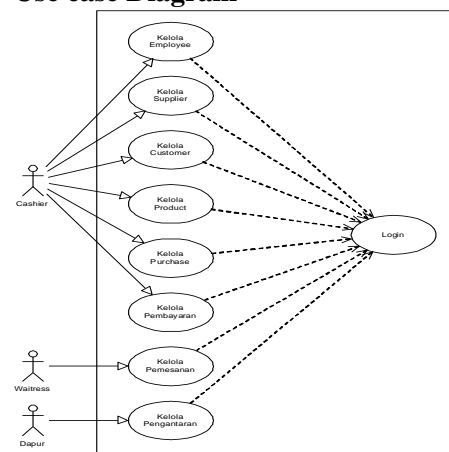 Use case Diagram
Kelola
Employee
Kelola
Supplier
Kelola
Customer
Kelola
Product
Kelola
Purchase
Kelola
Pembayaran
Kelola
Pemesanan
Kelola
Pengantaran
Login
Cashier
Waitress
Dapur